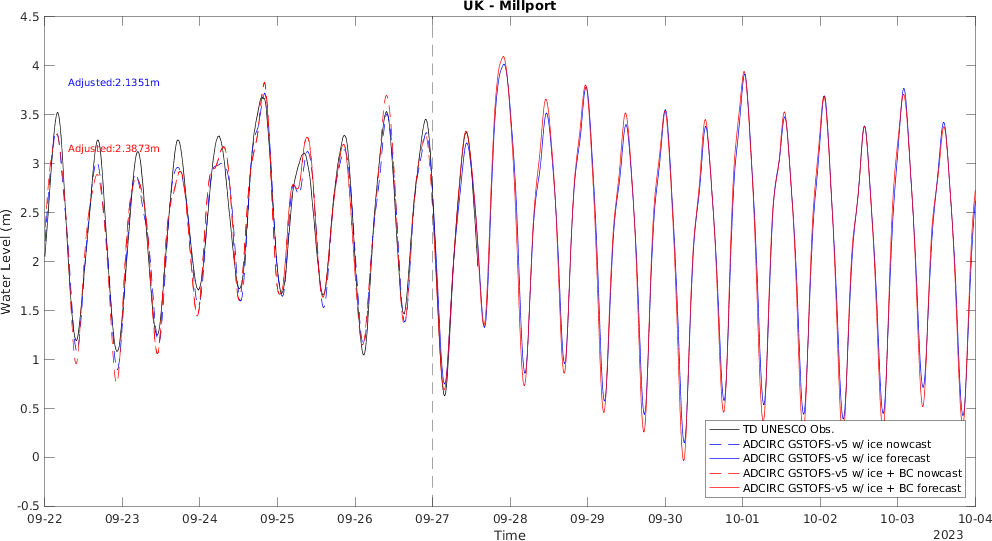 UK - Millport
4.5
4
3.5
3
2.5
2
1.5
1
0.5
0
-0.5
Water Level (m)
Adjusted:2.1351m
Adjusted:2.3873m
TD UNESCO Obs.
ADCIRC GSTOFS-v5 w/ ice nowcast
ADCIRC GSTOFS-v5 w/ ice forecast
ADCIRC GSTOFS-v5 w/ ice + BC nowcast
ADCIRC GSTOFS-v5 w/ ice + BC forecast
09-22 09-23 09-24 09-25 09-26 09-27 09-28 09-29 09-30 10-01 10-02 10-03 10-04
Time
2023